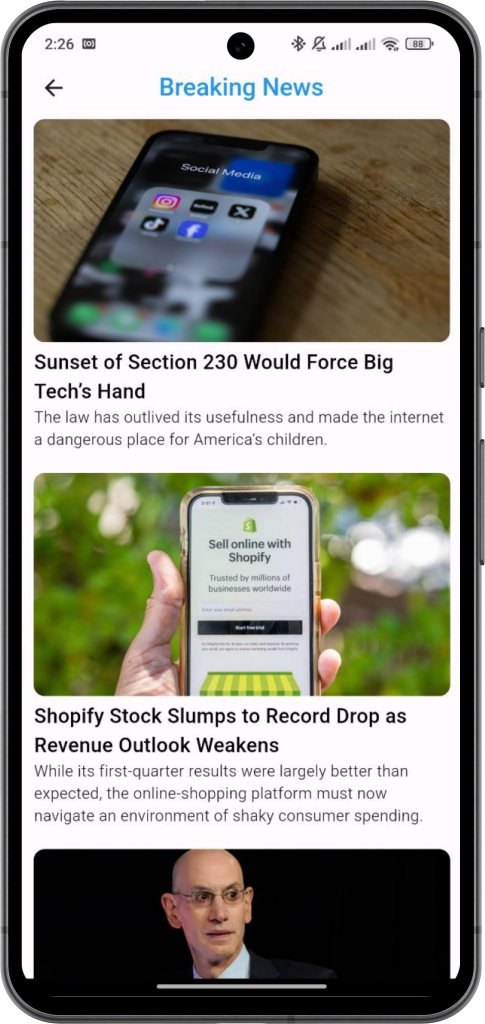 2:26
88
Breaking News
Social Media
Sunset of Section 230 Would Force Big
Tech’s Hand
The law has outlived its usefulness and made the internet
a dangerous place for America’s children.
Sell online with
Shopify
Trusted by millions of
businesses worldwide
Enter your email address
Start free trial
Shopify Stock Slumps to Record Drop as
Revenue Outlook Weakens
While its first-quarter results were largely better than
expected, the online-shopping platform must now
navigate an environment of shaky consumer spending.